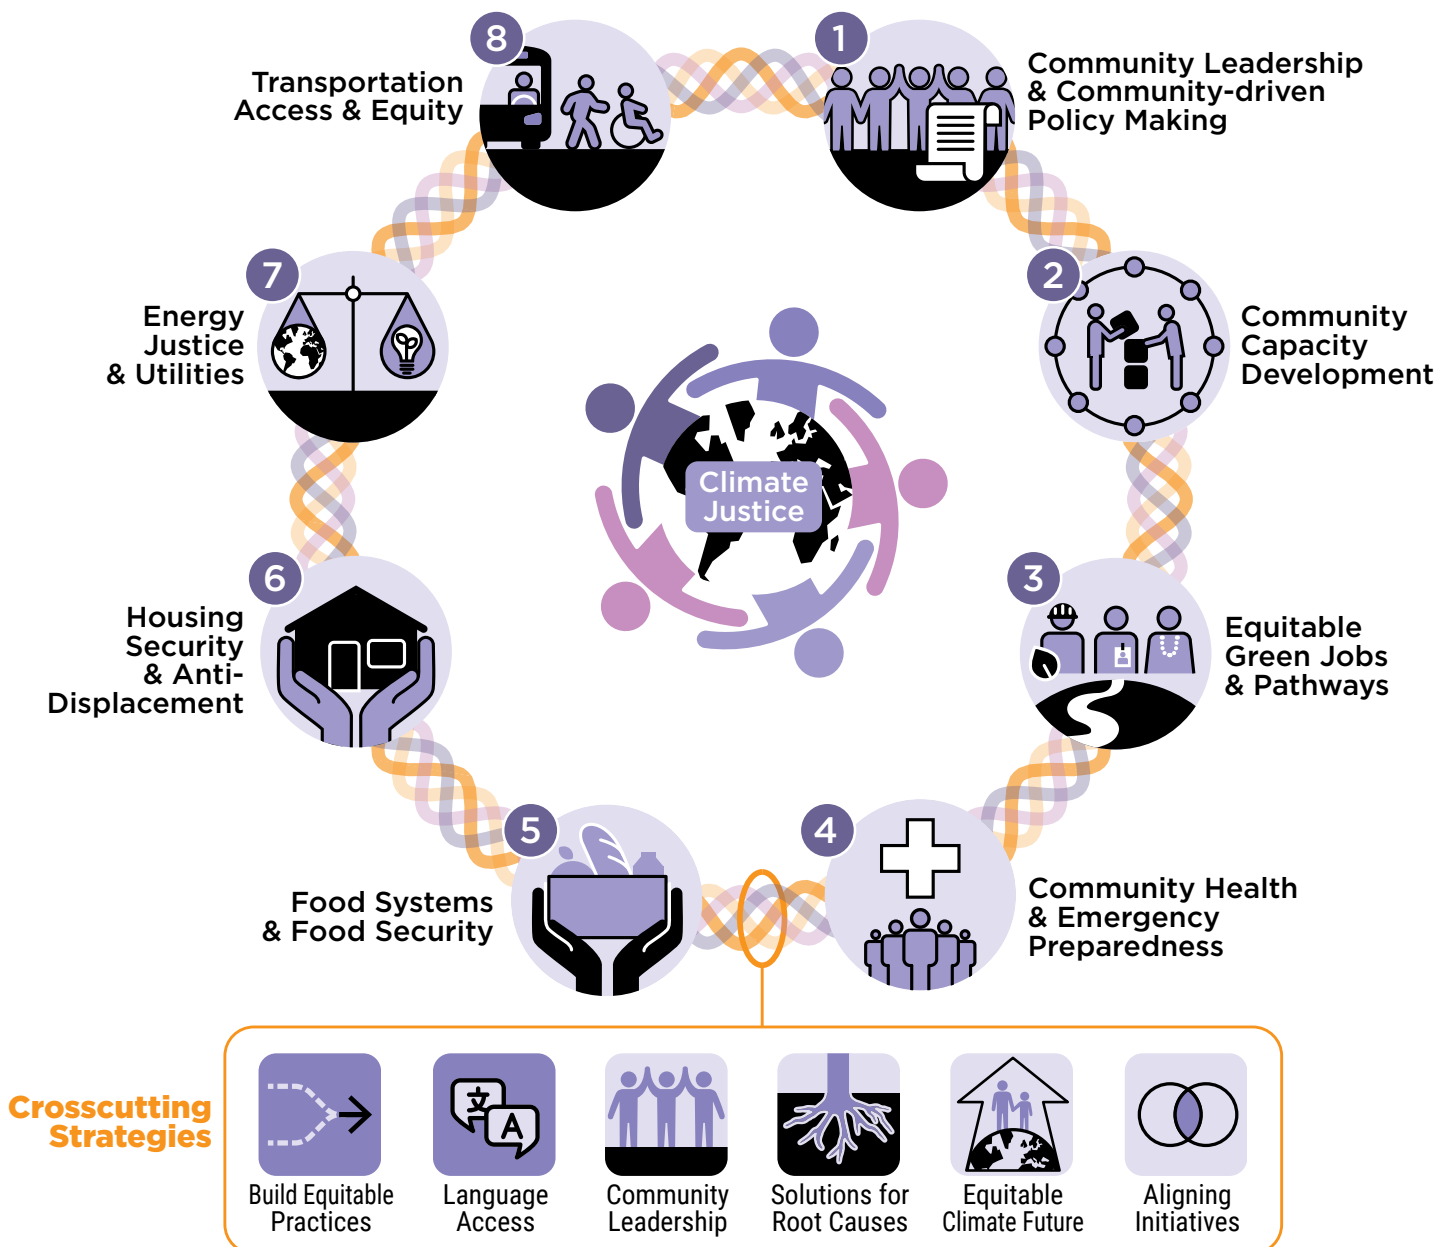 8
Transportation
Access & Equity
1
Community Leadership
& Community-driven
Policy Making
7
Energy
Justice
& Utilities
2
Community
Capacity
Development
Climate
Justice
6
Housing
Security
& Anti-
Displacement
3
Equitable
Green Jobs
& Pathways
5
Food Systems
& Food Security
4
Community Health
& Emergency
Preparedness
Crosscutting
Strategies
文
A
Build Equitable
Practices
Language
Access
Community
Leadership
Solutions for
Root Causes
Equitable
Climate Future
Aligning
Initiatives